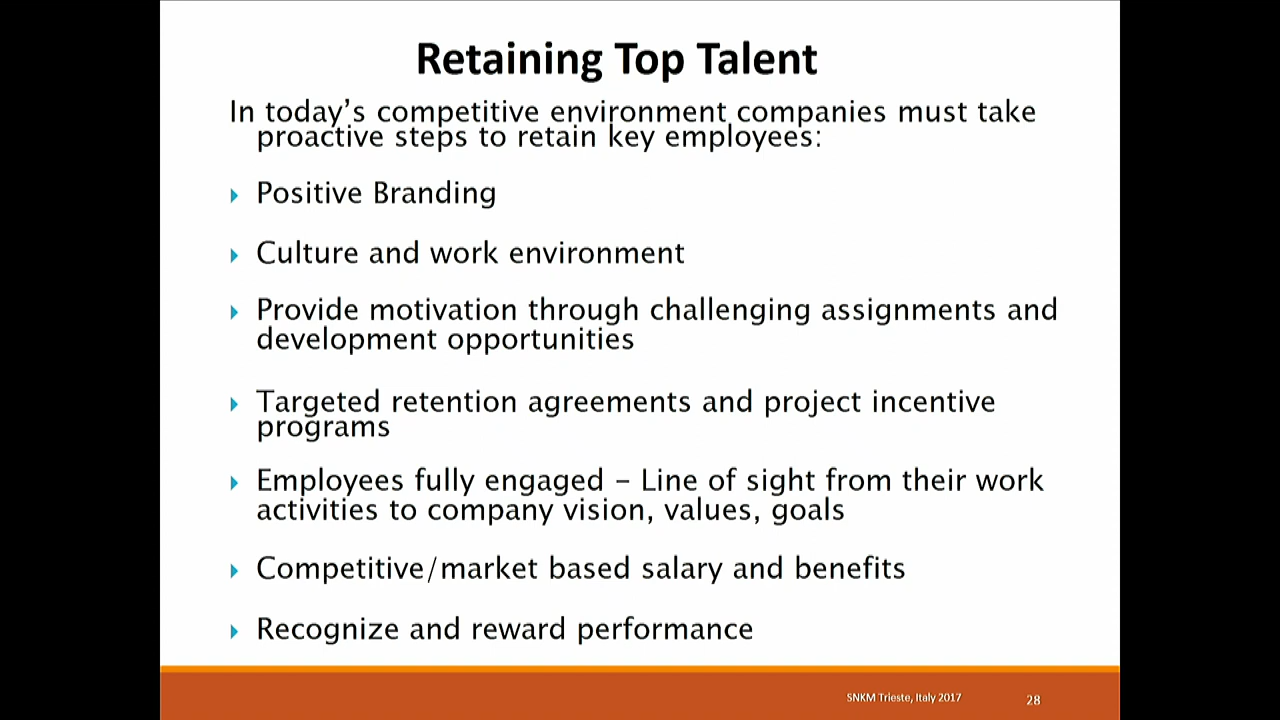 Retaining Top Talent
In today’s competitive environment companies must take
proactive steps to retain key employees:
Positive Branding
Culture and work environment
Provide motivation through challenging assignments and
development opportunities
Targeted retention agreements and project incentive
programs
Employees fully engaged – Line of sight from their work
activities to company vision, values, goals
Competitive/market based salary and benefits
Recognize and reward performance
SNKM Trieste, Italy 2017
28